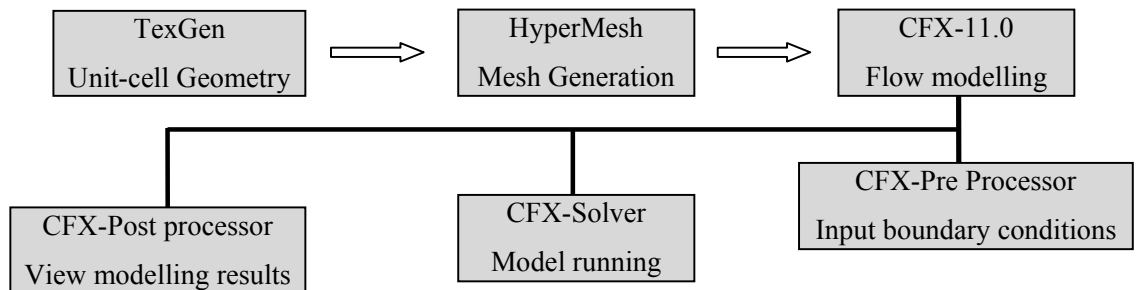 TexGen
Unit-cell Geometry
HyperMesh
Mesh Generation
CFX-11.0
Flow modelling
CFX-Post processor
View modelling results
CFX-Solver
Model running
CFX-Pre Processor
Input boundary conditions